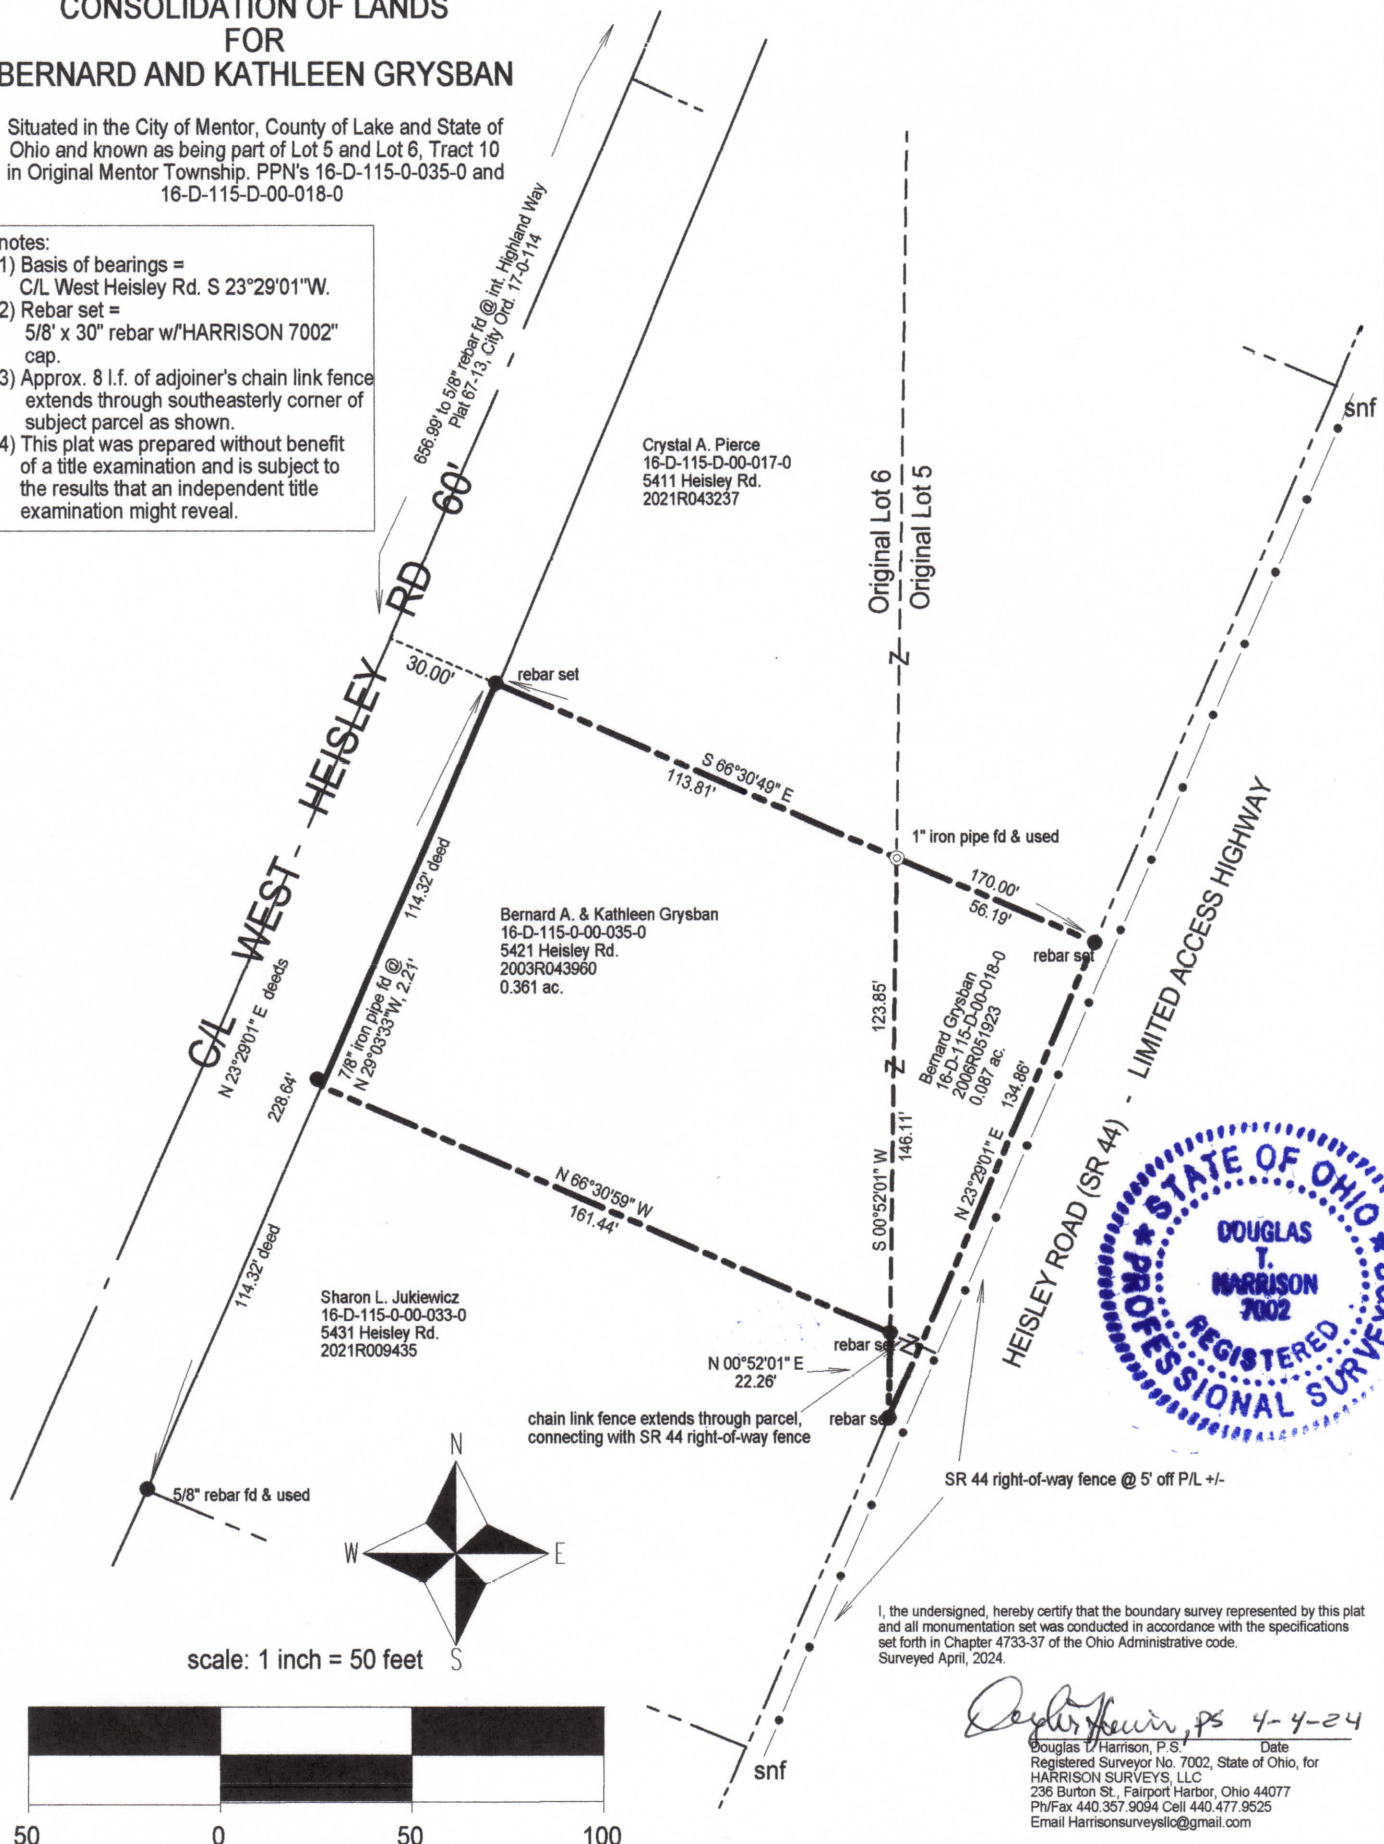 CONSOLIDATION OF LANDS
FOR
BERNARD AND KATHLEEN GRYSBAN
Situated in the City of Mentor, County of Lake and State of
Ohio and known as being part of Lot 5 and Lot 6, Tract 10
in Original Mentor Township. PPN's 16-D-115-0-035-0 and
16-D-115-D-00-018-0
notes:
1) Basis of bearings =
C/L West Heisley Rd. S 23°29'01"W.
2) Rebar set =
5/8' x 30" rebar w/'HARRISON 7002"
cap.
3) Approx. 8 l.f. of adjoiner's chain link fence
extends through southeasterly corner of
subject parcel as shown.
4) This plat was prepared without benefit
of a title examination and is subject to
the results that an independent title
examination might reveal.
656.99' to 5/8" rebar fd @ int. Highland Way
Plat 67-13, City Ord. 17-0-114
C/L WEST - HEISLEY RD 60'
Crystal A. Pierce
16-D-115-D-00-017-0
5411 Heisley Rd.
2021R043237
Original Lot 6
Original Lot 5
snf
30.00'
rebar set
S 66°30'49" E
113.81'
1" iron pipe fd & used
170.00'
56.19'
rebar set
114.32' deed
Bernard A. & Kathleen Grysban
16-D-115-0-00-035-0
5421 Heisley Rd.
2003R043960
0.361 ac.
7/8" iron pipe fd @
N 29°03'33"W, 2.21'
N 23°29'01" E deeds
228.64'
Z
Z
123.85'
146.11'
S 00°52'01" W
Bernard Grysban
16-D-115-D-00-018-0
2006R051923
0.087 ac.
134.86'
N 23°29'01" E
HEISLEY ROAD (SR 44) - LIMITED ACCESS HIGHWAY
N 66°30'59" W
161.44'
114.32' deed
Sharon L. Jukiewicz
16-D-115-0-00-033-0
5431 Heisley Rd.
2021R009435
rebar set
Z
N 00°52'01" E
22.26'
chain link fence extends through parcel,
connecting with SR 44 right-of-way fence
rebar set
STATE OF OHIO
DOUGLAS
T.
HARRISON
7002
REGISTERED
PROFESSIONAL SURVEYOR
SR 44 right-of-way fence @ 5' off P/L +/-
5/8" rebar fd & used
N
W
E
S
scale: 1 inch = 50 feet
50 0 50 100
snf
I, the undersigned, hereby certify that the boundary survey represented by this plat
and all monumentation set was conducted in accordance with the specifications
set forth in Chapter 4733-37 of the Ohio Administrative code.
Surveyed April, 2024.
PS 4-4-24
Douglas T. Harrison, P.S. Date
Registered Surveyor No. 7002, State of Ohio, for
HARRISON SURVEYS, LLC
236 Burton St., Fairport Harbor, Ohio 44077
Ph/Fax 440.357.9094 Cell 440.477.9525
Email Harrisonsurveysllc@gmail.com